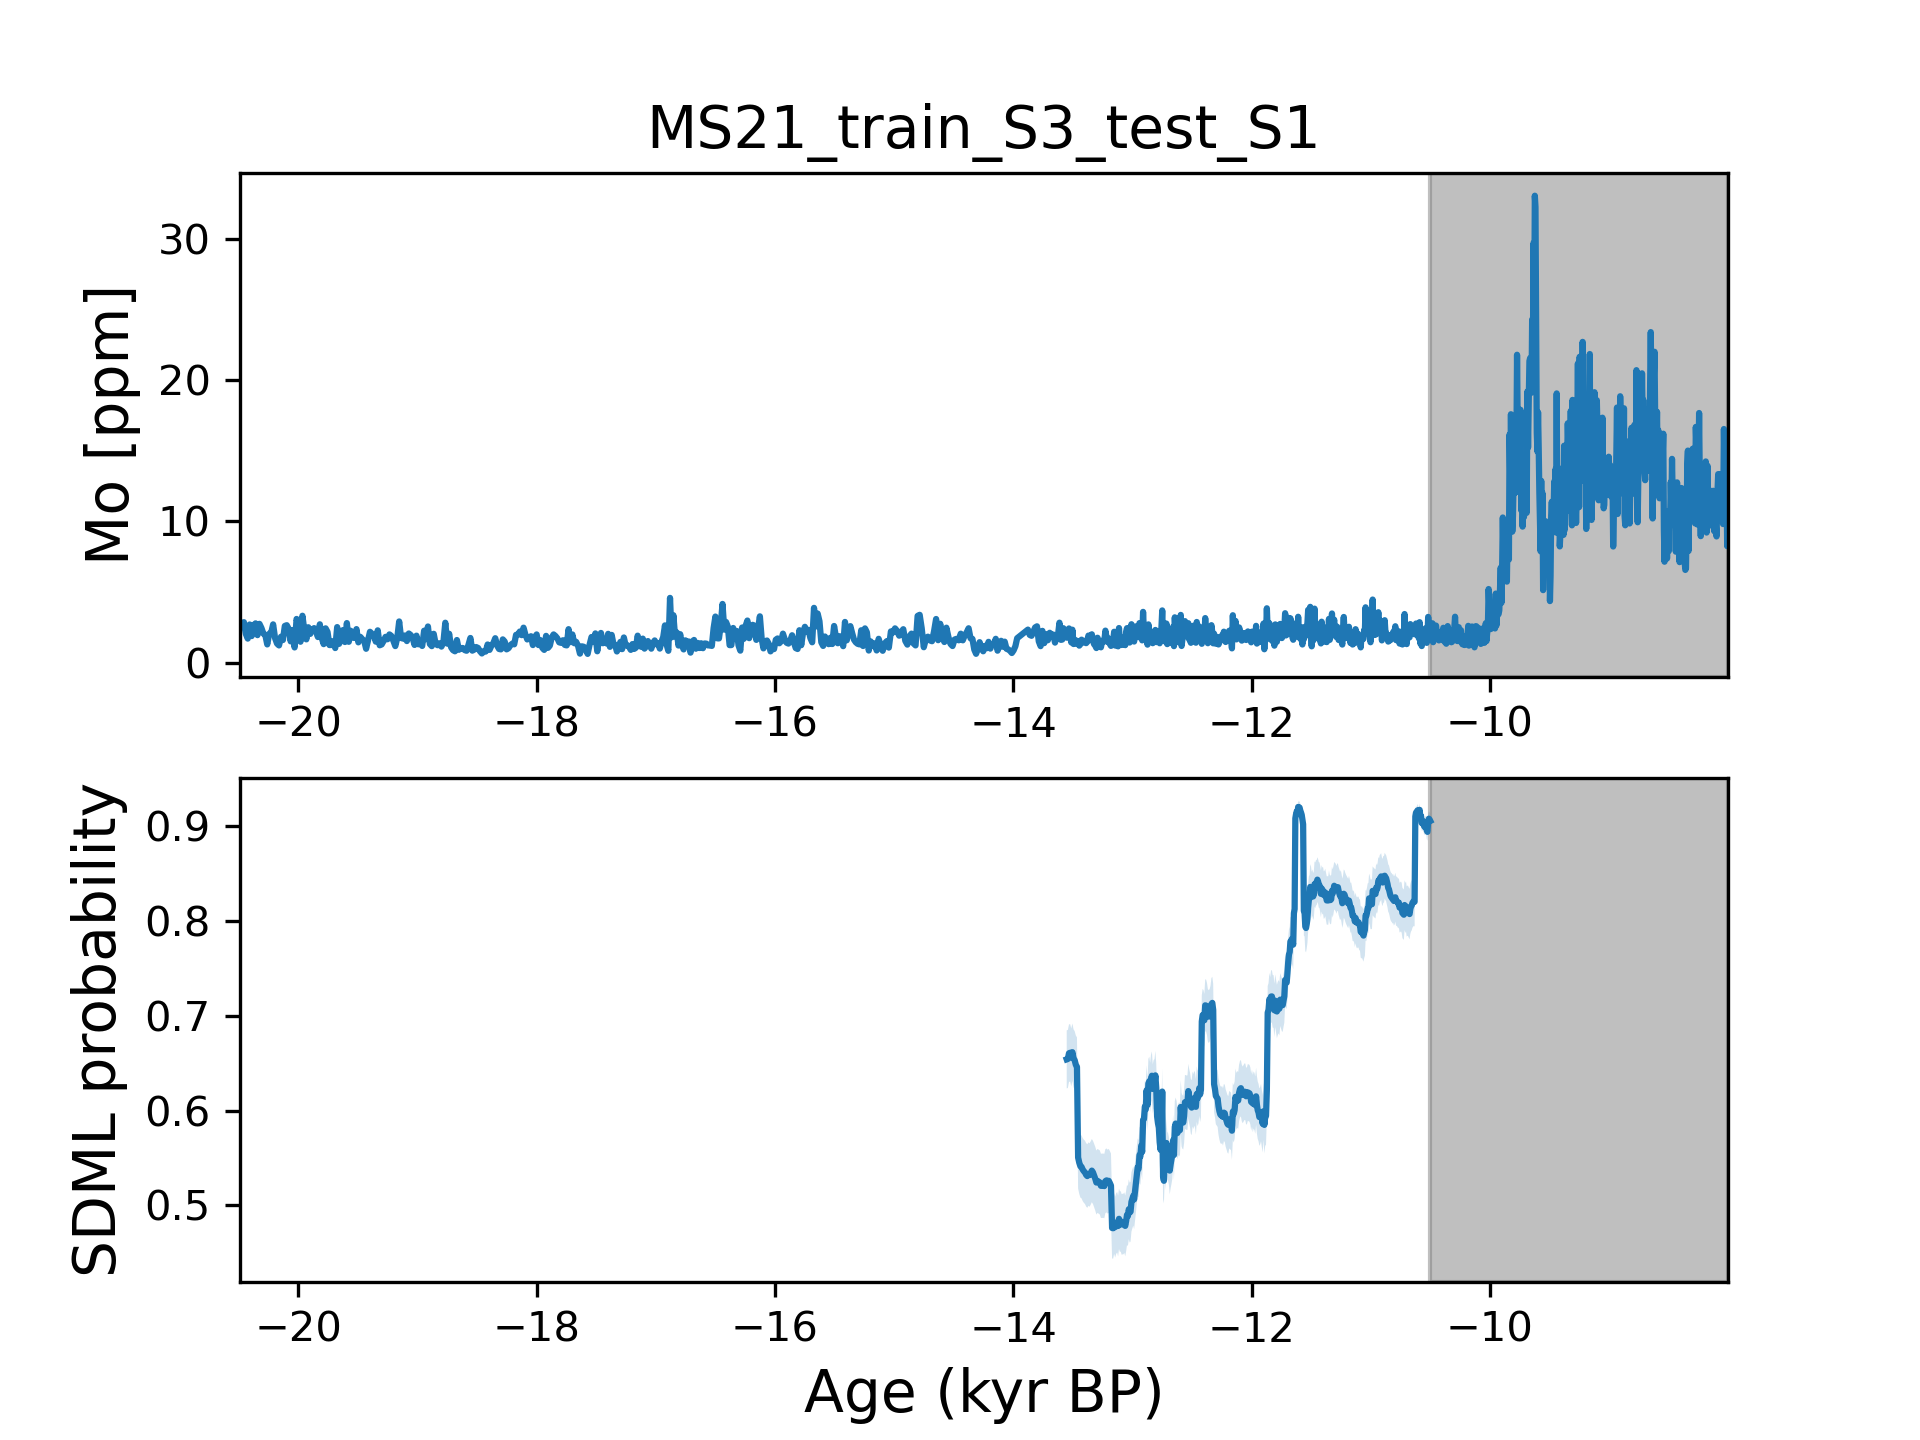 MS21_train_S3_test_S1
Mo [ppm]
30
20
10
0
−20 −18 −16 −14 −12 −10
SDML probability
0.9
0.8
0.7
0.6
0.5
−20 −18 −16 −14 −12 −10
Age (kyr BP)